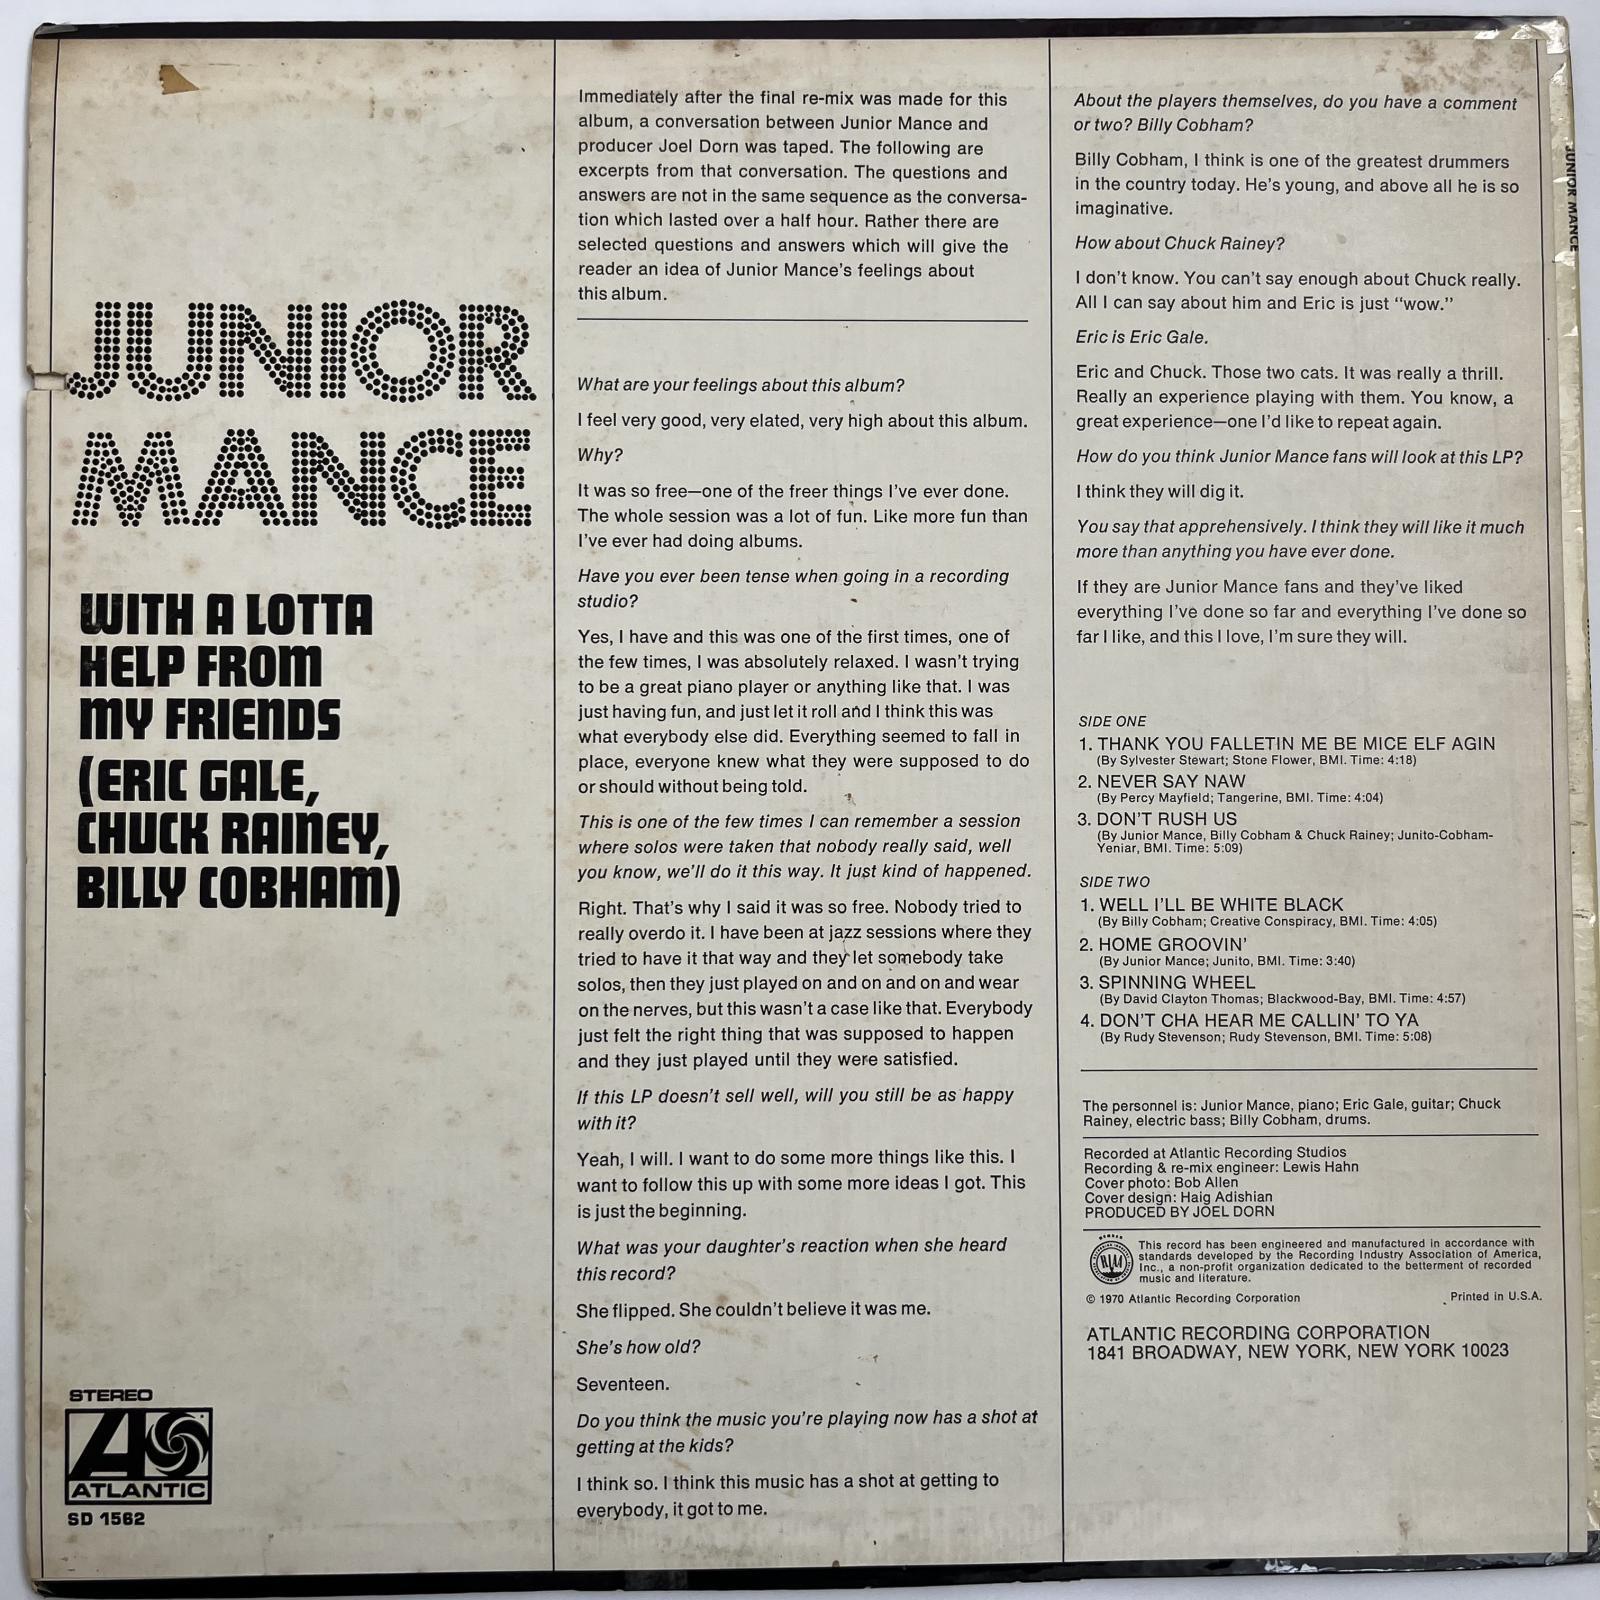 JUNIOR
MANCE
WITH A LOTTA
HELP FROM
MY FRIENDS
(ERIC GALE,
CHUCK RAINEY,
BILLY COBHAM)
STEREO
ATLANTIC
SD 1562
Immediately after the final re-mix was made for this
album, a conversation between Junior Mance and
producer Joel Dorn was taped. The following are
excerpts from that conversation. The questions and
answers are not in the same sequence as the conversa-
tion which lasted over a half hour. Rather there are
selected questions and answers which will give the
reader an idea of Junior Mance's feelings about
this album.
What are your feelings about this album?
I feel very good, very elated, very high about this album.
Why?
It was so free—one of the freer things I've ever done.
The whole session was a lot of fun. Like more fun than
I've ever had doing albums.
Have you ever been tense when going in a recording
studio?
Yes, I have and this was one of the first times, one of
the few times, I was absolutely relaxed. I wasn't trying
to be a great piano player or anything like that. I was
just having fun, and just let it roll and I think this was
what everybody else did. Everything seemed to fall in
place, everyone knew what they were supposed to do
or should without being told.
This is one of the few times I can remember a session
where solos were taken that nobody really said, well
you know, we'll do it this way. It just kind of happened.
Right. That's why I said it was so free. Nobody tried to
really overdo it. I have been at jazz sessions where they
tried to have it that way and they let somebody take
solos, then they just played on and on and on and wear
on the nerves, but this wasn't a case like that. Everybody
just felt the right thing that was supposed to happen
and they just played until they were satisfied.
If this LP doesn't sell well, will you still be as happy
with it?
Yeah, I will. I want to do some more things like this. I
want to follow this up with some more ideas I got. This
is just the beginning.
What was your daughter's reaction when she heard
this record?
She flipped. She couldn't believe it was me.
She's how old?
Seventeen.
Do you think the music you're playing now has a shot at
getting at the kids?
I think so. I think this music has a shot at getting to
everybody, it got to me.
About the players themselves, do you have a comment
or two? Billy Cobham?
Billy Cobham, I think is one of the greatest drummers
in the country today. He's young, and above all he is so
imaginative.
How about Chuck Rainey?
I don't know. You can't say enough about Chuck really.
All I can say about him and Eric is just “wow.”
Eric is Eric Gale.
Eric and Chuck. Those two cats. It was really a thrill.
Really an experience playing with them. You know, a
great experience—one I'd like to repeat again.
How do you think Junior Mance fans will look at this LP?
I think they will dig it.
You say that apprehensively. I think they will like it much
more than anything you have ever done.
If they are Junior Mance fans and they've liked
everything I've done so far and everything I've done so
far I like, and this I love, I'm sure they will.
SIDE ONE
1. THANK YOU FALLETIN ME BE MICE ELF AGIN
(By Sylvester Stewart; Stone Flower, BMI. Time: 4:18)
2. NEVER SAY NAW
(By Percy Mayfield; Tangerine, BMI. Time: 4:04)
3. DON'T RUSH US
(By Junior Mance, Billy Cobham & Chuck Rainey; Junito-Cobham-
Yeniar, BMI. Time: 5:09)
SIDE TWO
1. WELL I'LL BE WHITE BLACK
(By Billy Cobham; Creative Conspiracy, BMI. Time: 4:05)
2. HOME GROOVIN'
(By Junior Mance; Junito, BMI. Time: 3:40)
3. SPINNING WHEEL
(By David Clayton Thomas; Blackwood-Bay, BMI. Time: 4:57)
4. DON'T CHA HEAR ME CALLIN' TO YA
(By Rudy Stevenson; Rudy Stevenson, BMI. Time: 5:08)
The personnel is: Junior Mance, piano; Eric Gale, guitar; Chuck
Rainey, electric bass; Billy Cobham, drums.
Recorded at Atlantic Recording Studios
Recording & re-mix engineer: Lewis Hahn
Cover photo: Bob Allen
Cover design: Haig Adishian
PRODUCED BY JOEL DORN
This record has been engineered and manufactured in accordance with
standards developed by the Recording Industry Association of America,
Inc., a non-profit organization dedicated to the betterment of recorded
music and literature.
© 1970 Atlantic Recording Corporation Printed in U.S.A.
ATLANTIC RECORDING CORPORATION
1841 BROADWAY, NEW YORK, NEW YORK 10023
JUNIOR MANCE